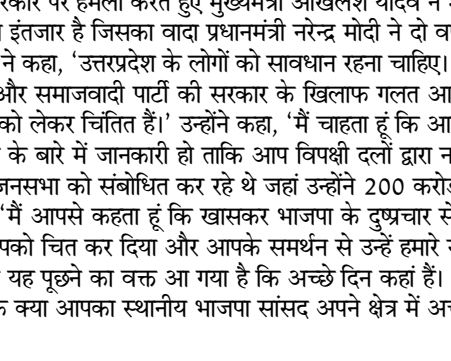 पर हमला करते हुए मुख्यमंत्री अखिलेश यादव ने
इंतजार है जिसका वादा प्रधानमंत्री नरेन्द्र मोदी ने दो
ने कहा, ‘उत्तरप्रदेश के लोगों को सावधान रहना चाहिए।
और समाजवादी पार्टी की सरकार के खिलाफ गलत
को लेकर चिंतित हैं।’ उन्होंने कहा, ‘मैं चाहता हूं कि
के बारे में जानकारी हो ताकि आप विपक्षी दलों द्वारा
जनसभा को संबोधित कर रहे थे जहां उन्होंने 200
‘मैं आपसे कहता हूं कि खासकर भाजपा के दुष्प्रचार से
चित कर दिया और आपके समर्थन से उन्हें हमारे
यह पूछने का वक्त आ गया है कि अच्छे दिन कहां हैं।
क्या आपका स्थानीय भाजपा सांसद अपने क्षेत्र में